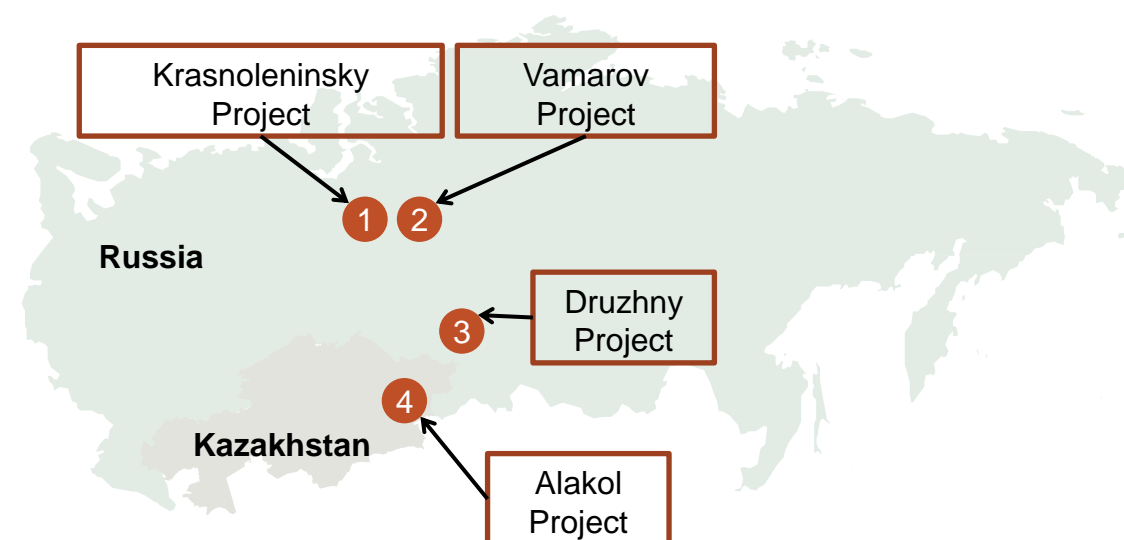 Krasnoleninsky
Project
Vamarov
Project
1
2
Russia
Druzhny
Project
3
4
Kazakhstan
Alakol
Project